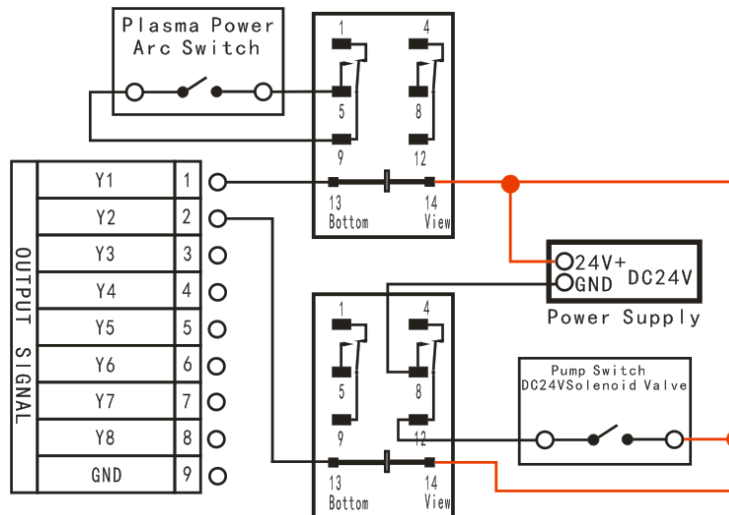 Plasma Power
Arc Switch
1
4
5
8
9
12
13
14
Bottom
View
OUTPUT SIGNAL
Y1 1
Y2 2
Y3 3
Y4 4
Y5 5
Y6 6
Y7 7
Y8 8
GND 9
24V+
GND
DC24V
Power Supply
1
4
5
8
9
12
13
14
Bottom
View
Pump Switch
DC24VSolenoid Valve